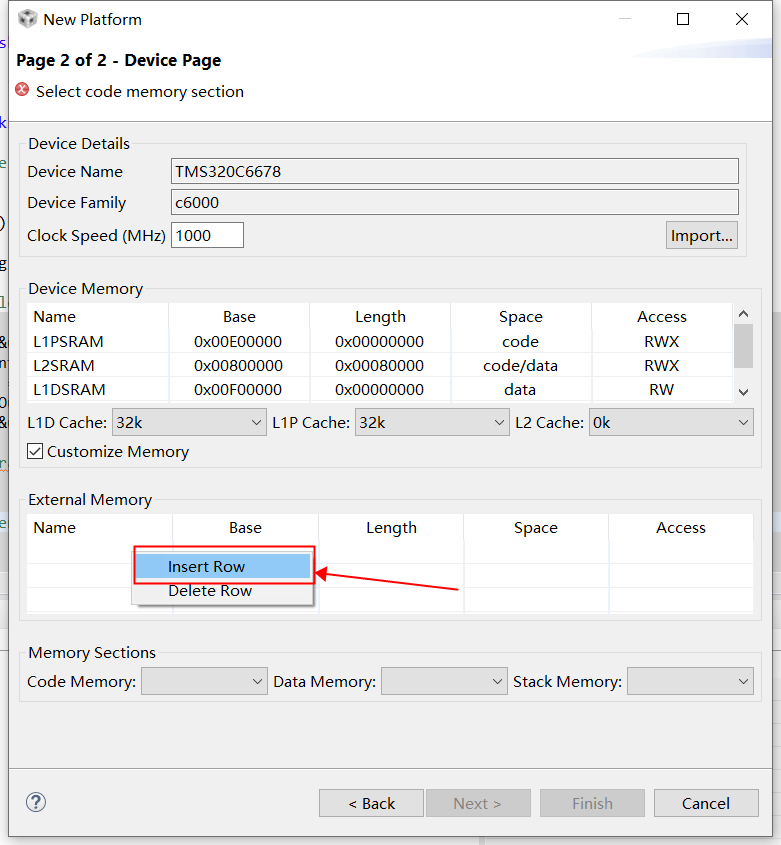 New Platform
Page 2 of 2 - Device Page
Select code memory section
Device Details
Device Name TMS320C6678
Device Family c6000
Clock Speed (MHz) 1000 Import...
Device Memory
Name Base Length Space Access
L1PSRAM 0x00E00000 0x00000000 code RWX
L2SRAM 0x00800000 0x00080000 code/data RWX
L1DSRAM 0x00F00000 0x00000000 data RW
L1D Cache: 32k L1P Cache: 32k L2 Cache: 0k
Customize Memory
External Memory
Name Base Length Space Access
Insert Row
Delete Row
Memory Sections
Code Memory: Data Memory: Stack Memory:
< Back Next > Finish Cancel